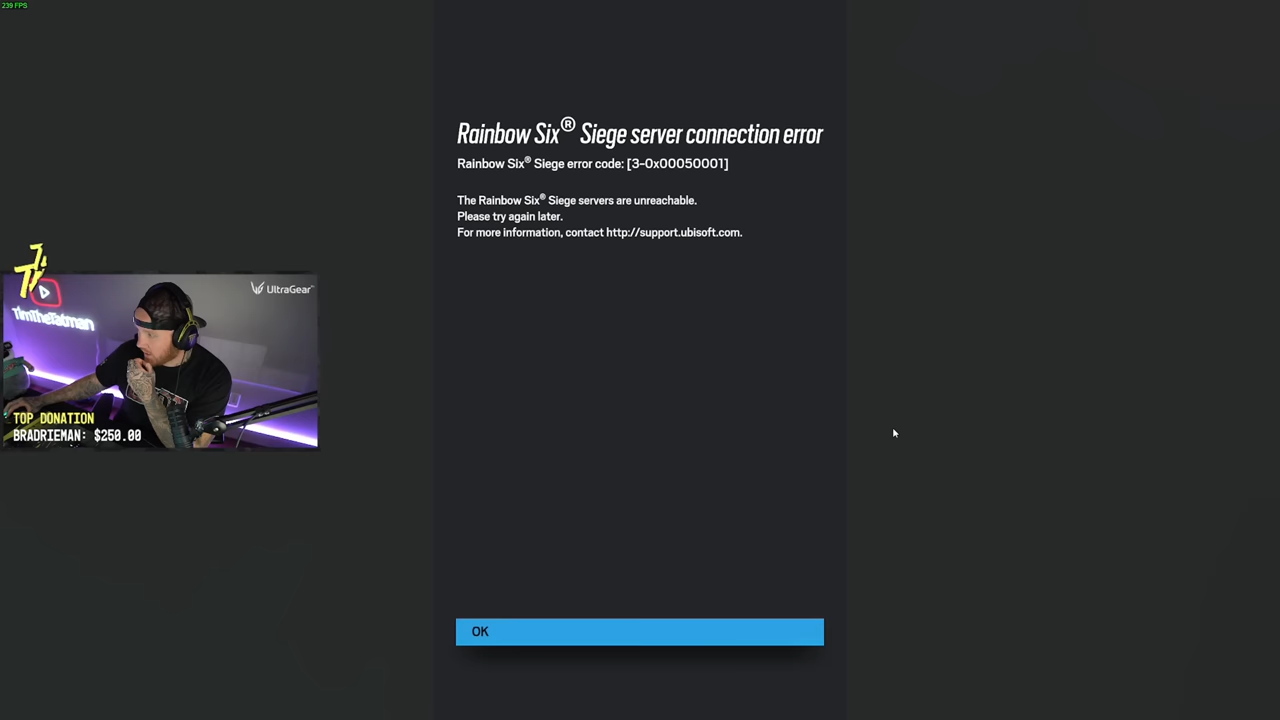 239 FPS
Rainbow Six® Siege server connection error
Rainbow Six® Siege error code: [3-0x00050001]
The Rainbow Six® Siege servers are unreachable.
Please try again later.
For more information, contact http://support.ubisoft.com.
UltraGear™
TimTheTatman
TOP DONATION
BRADRIEMAN: $250.00
OK